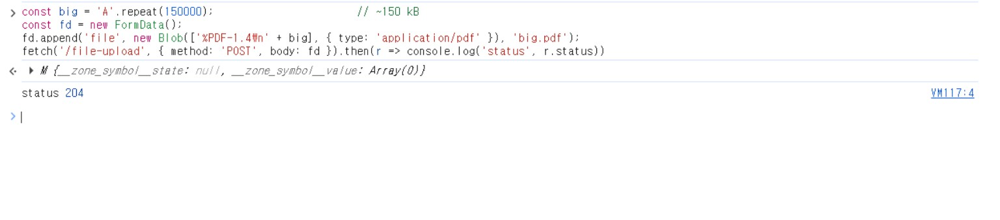 > const big = 'A'.repeat(150000);                          // ~150 kB
const fd = new FormData();
fd.append('file', new Blob(['%PDF-1.4₩n' + big], { type: 'application/pdf' }), 'big.pdf');
fetch('/file-upload', { method: 'POST', body: fd }).then(r => console.log('status', r.status))
▶ M {__zone_symbol__state: null, __zone_symbol__value: Array(0)}
status 204 VM117:4
>